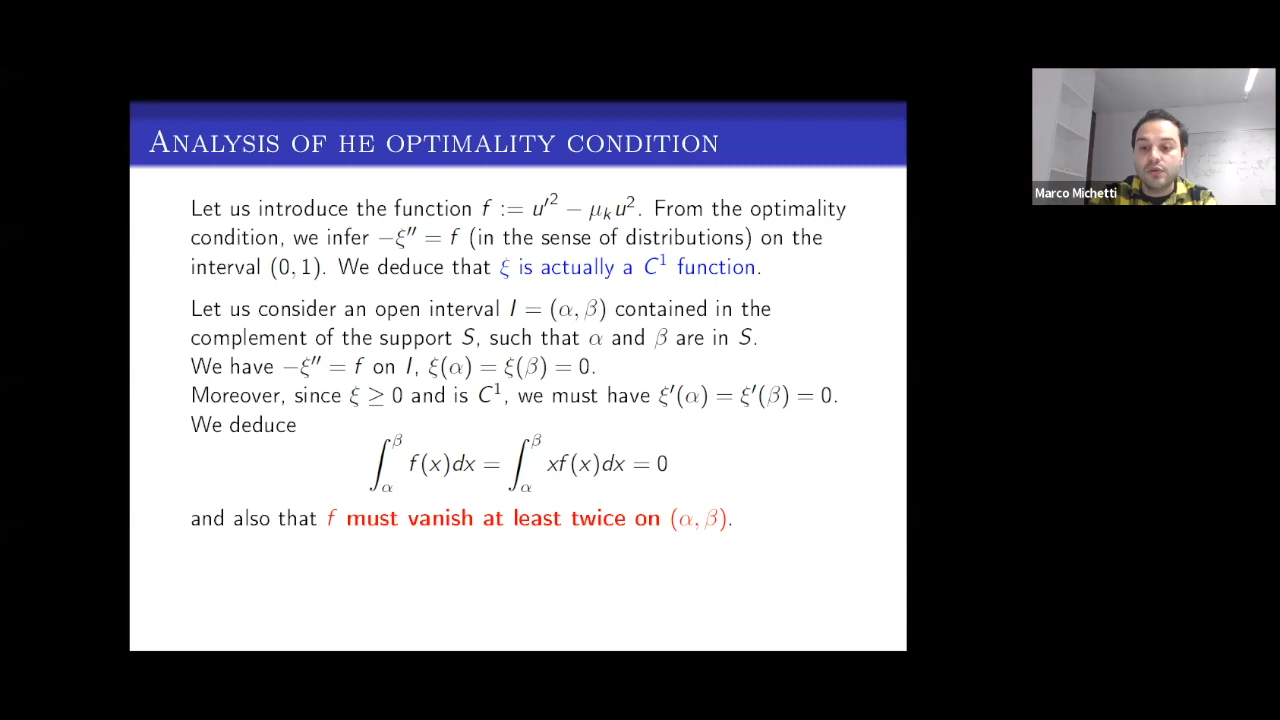 ANALYSIS OF HE OPTIMALITY CONDITION
Let us introduce the function f := u′² − μₖu². From the optimality
condition, we infer −ξ″ = f (in the sense of distributions) on the
interval (0, 1). We deduce that ξ is actually a C¹ function.
Let us consider an open interval I = (α, β) contained in the
complement of the support S, such that α and β are in S.
We have −ξ″ = f on I, ξ(α) = ξ(β) = 0.
Moreover, since ξ ≥ 0 and is C¹, we must have ξ′(α) = ξ′(β) = 0.
We deduce
∫_α^β f(x)dx = ∫_α^β xf(x)dx = 0
and also that f must vanish at least twice on (α, β).
Marco Michetti